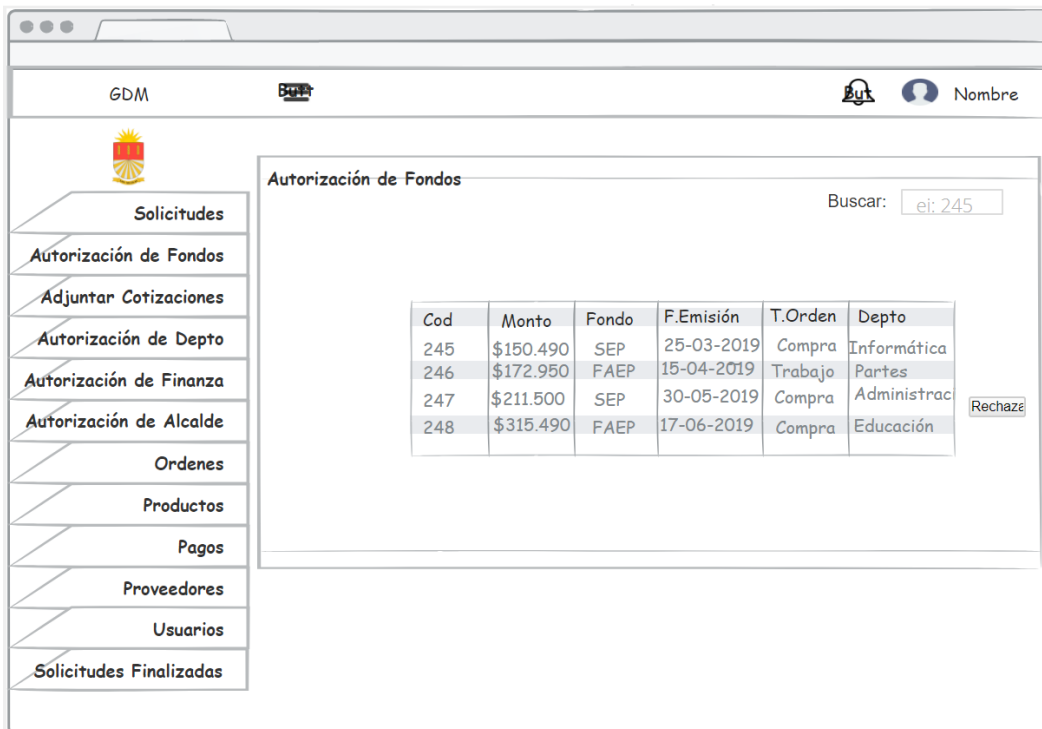 GDM
Nombre
Solicitudes
Autorización de Fondos
Adjuntar Cotizaciones
Autorización de Depto
Autorización de Finanza
Autorización de Alcalde
Ordenes
Productos
Pagos
Proveedores
Usuarios
Solicitudes Finalizadas
Autorización de Fondos
Buscar: ei: 245
Cod Monto Fondo F.Emisión T.Orden Depto
245 $150.490 SEP 25-03-2019 Compra Informática
246 $172.950 FAEP 15-04-2019 Trabajo Partes
247 $211.500 SEP 30-05-2019 Compra Administraci
248 $315.490 FAEP 17-06-2019 Compra Educación
Rechaza